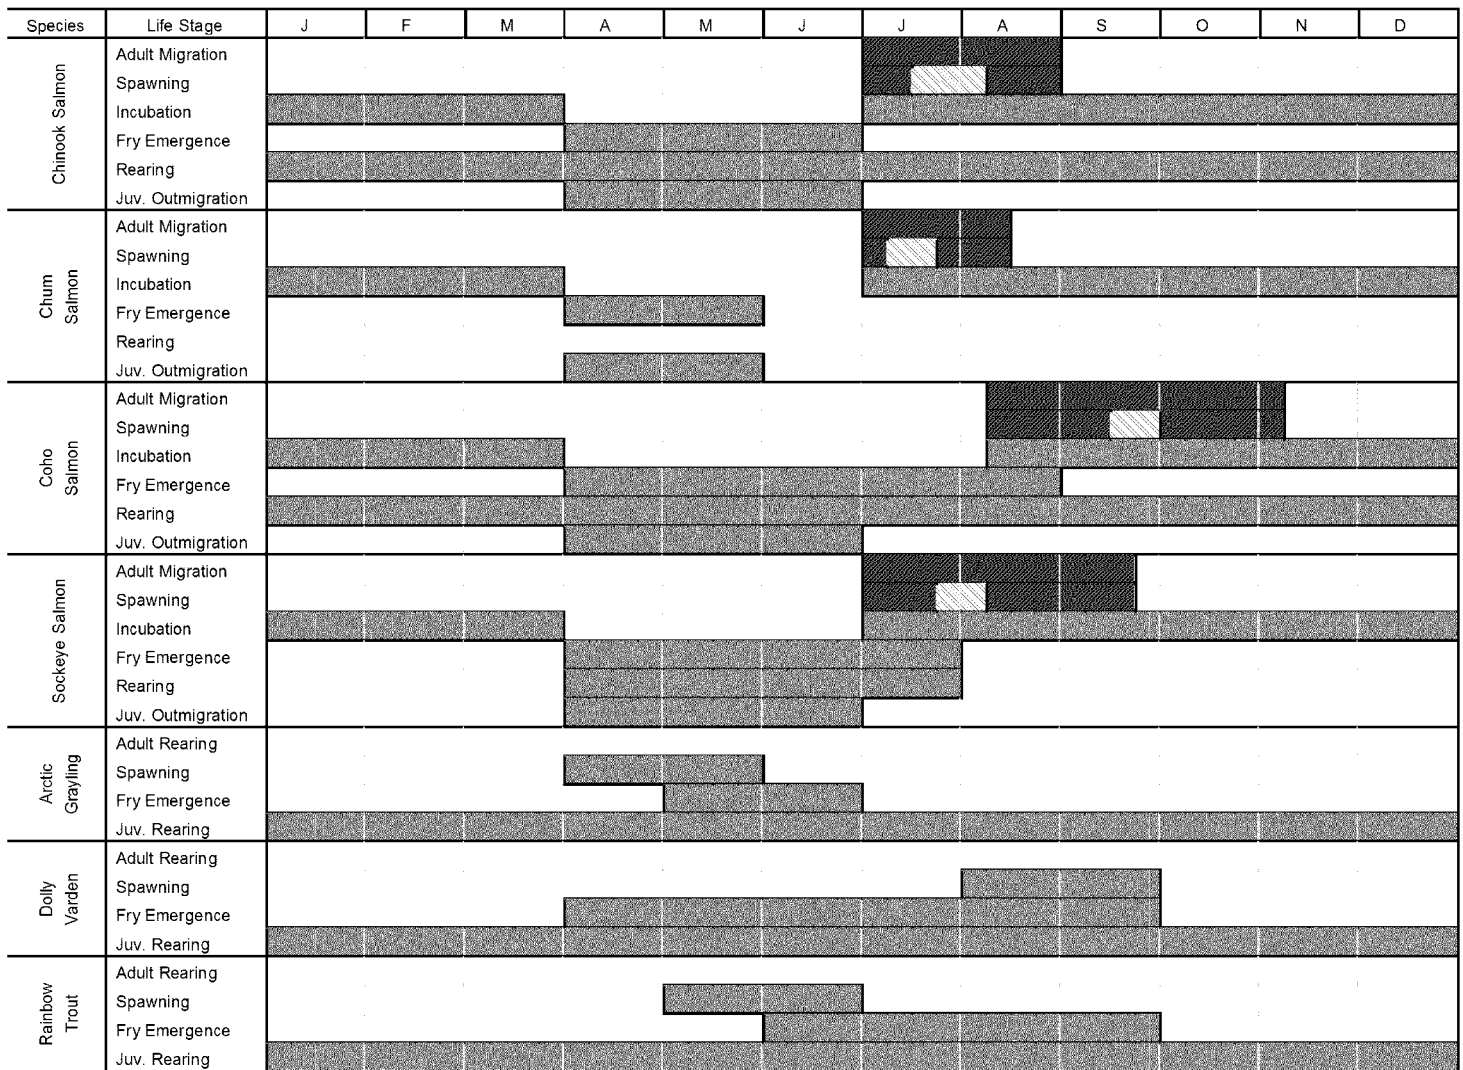 Species Life Stage J F M A M J J A S O N D
Chinook Salmon
Adult Migration
Spawning
Incubation
Fry Emergence
Rearing
Juv. Outmigration
Chum
Salmon
Adult Migration
Spawning
Incubation
Fry Emergence
Rearing
Juv. Outmigration
Coho
Salmon
Adult Migration
Spawning
Incubation
Fry Emergence
Rearing
Juv. Outmigration
Sockeye Salmon
Adult Migration
Spawning
Incubation
Fry Emergence
Rearing
Juv. Outmigration
Arctic
Grayling
Adult Rearing
Spawning
Fry Emergence
Juv. Rearing
Dolly
Varden
Adult Rearing
Spawning
Fry Emergence
Juv. Rearing
Rainbow
Trout
Adult Rearing
Spawning
Fry Emergence
Juv. Rearing